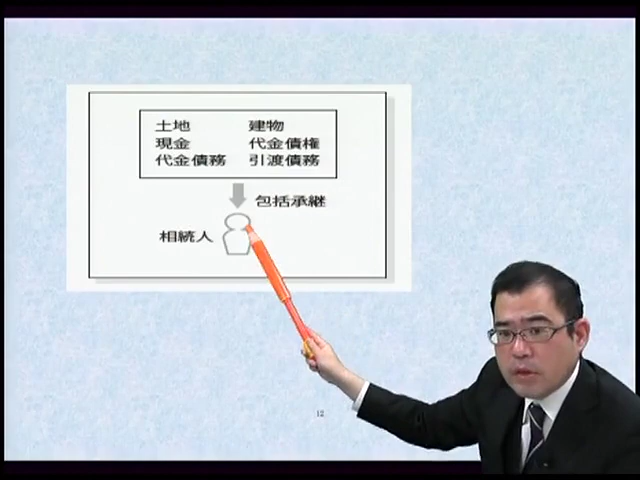 土地 建物
現金 代金債権
代金債務 引渡債務
包括承継
相続人
12